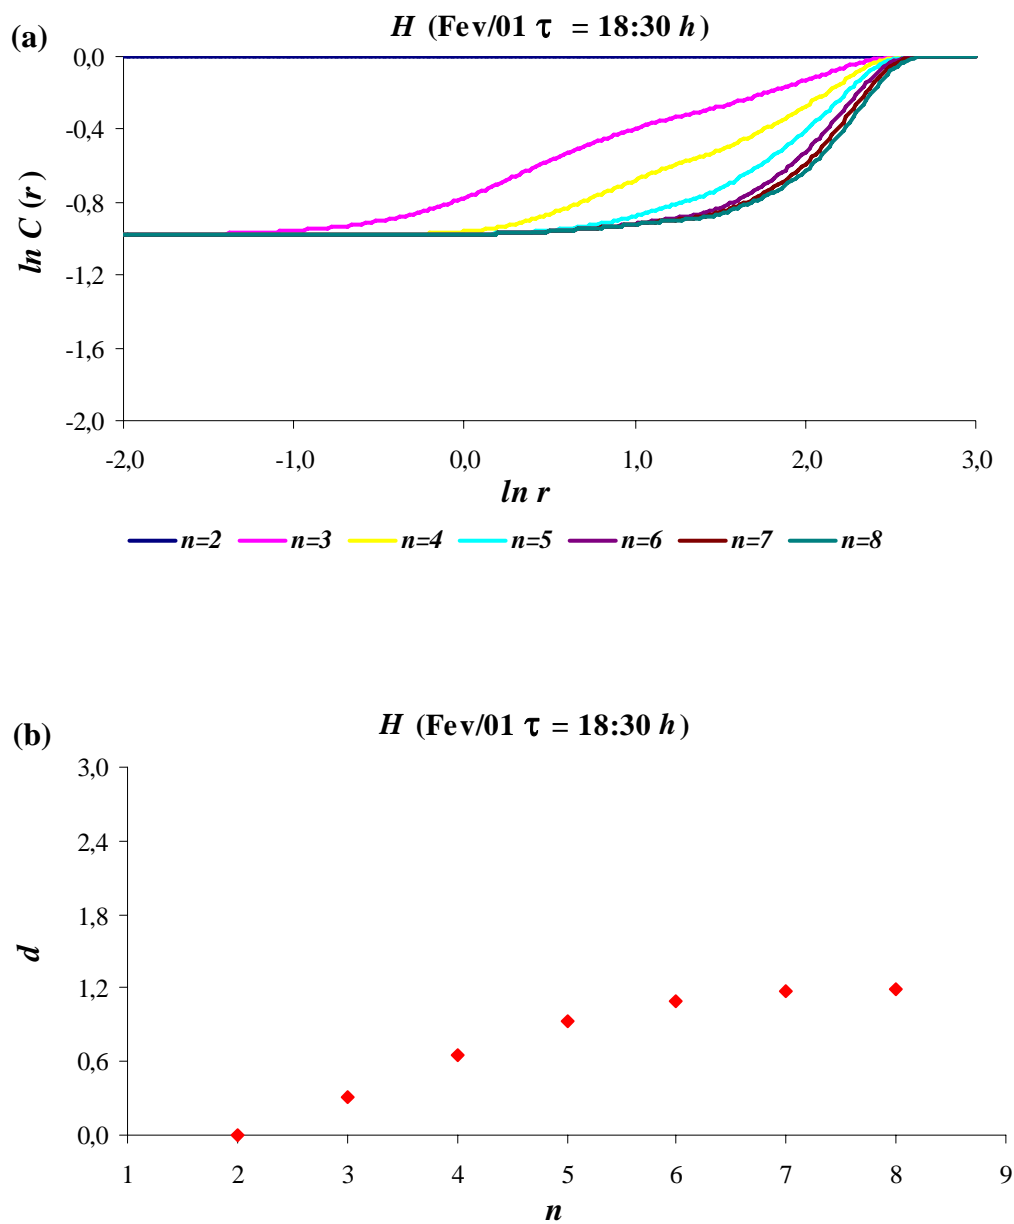 (a)
H (Fev/01 τ = 18:30 h)
0,0
-0,4
-0,8
-1,2
-1,6
-2,0
ln C (r )
-2,0 -1,0 0,0 1,0 2,0 3,0
ln r
n=2 n=3 n=4 n=5 n=6 n=7 n=8
(b)
H (Fev/01 τ = 18:30 h)
3,0
2,4
1,8
1,2
0,6
0,0
d
1 2 3 4 5 6 7 8 9
n